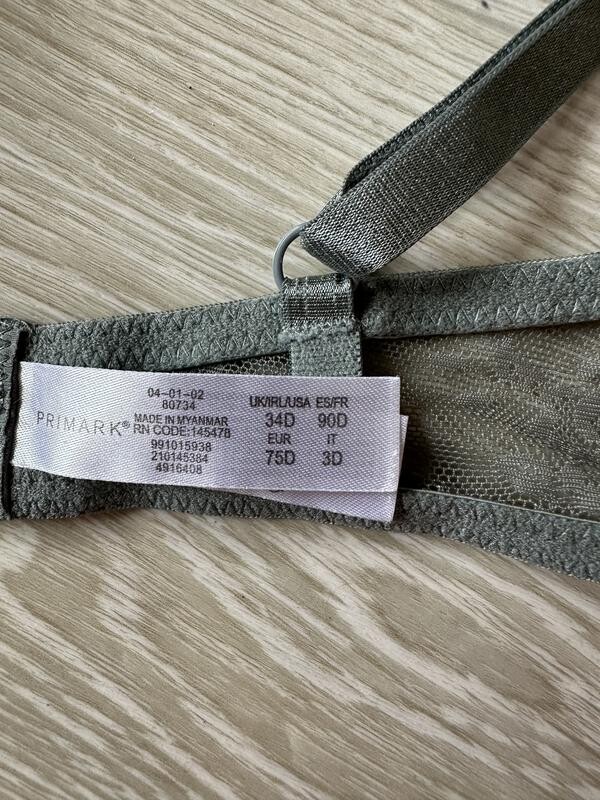 PRIMARK®
04-01-02
80734
MADE IN MYANMAR
RN CODE:145478
991015938
210145384
4916408
UK/IRL/USA ES/FR
34D 90D
EUR IT
75D 3D